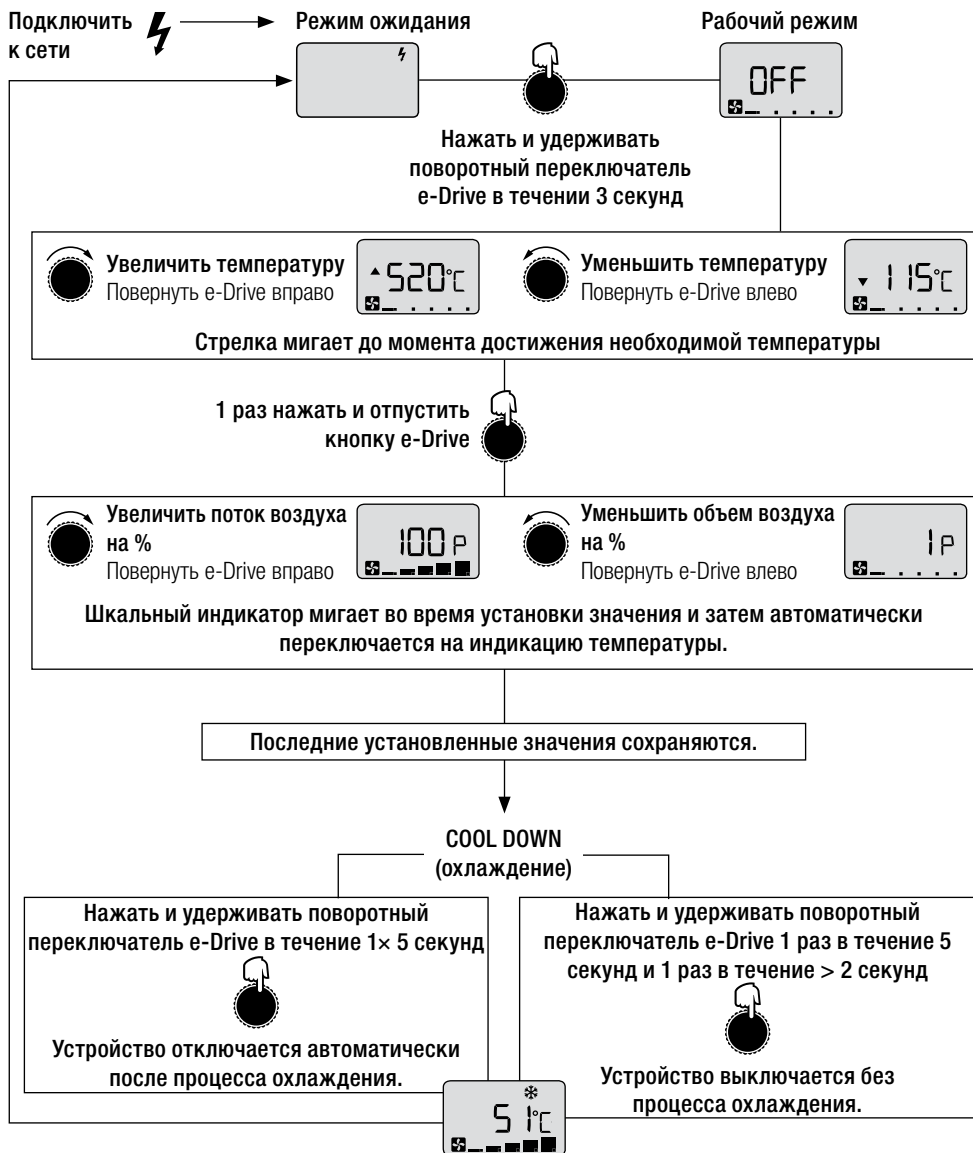 Подключить
к сети
Режим ожидания
Рабочий режим
OFF
Нажать и удерживать
поворотный переключатель
e-Drive в течении 3 секунд
Увеличить температуру
Повернуть e-Drive вправо
520°C
Уменьшить температуру
Повернуть e-Drive влево
115°C
Стрелка мигает до момента достижения необходимой температуры
1 раз нажать и отпустить
кнопку e-Drive
Увеличить поток воздуха
на %
Повернуть e-Drive вправо
100 P
Уменьшить объем воздуха
на %
Повернуть e-Drive влево
1 P
Шкальный индикатор мигает во время установки значения и затем автоматически
переключается на индикацию температуры.
Последние установленные значения сохраняются.
COOL DOWN
(охлаждение)
Нажать и удерживать поворотный
переключатель e-Drive в течение 1× 5 секунд
Устройство отключается автоматически
после процесса охлаждения.
Нажать и удерживать поворотный
переключатель e-Drive 1 раз в течение 5
секунд и 1 раз в течение > 2 секунд
Устройство выключается без
процесса охлаждения.
51°C